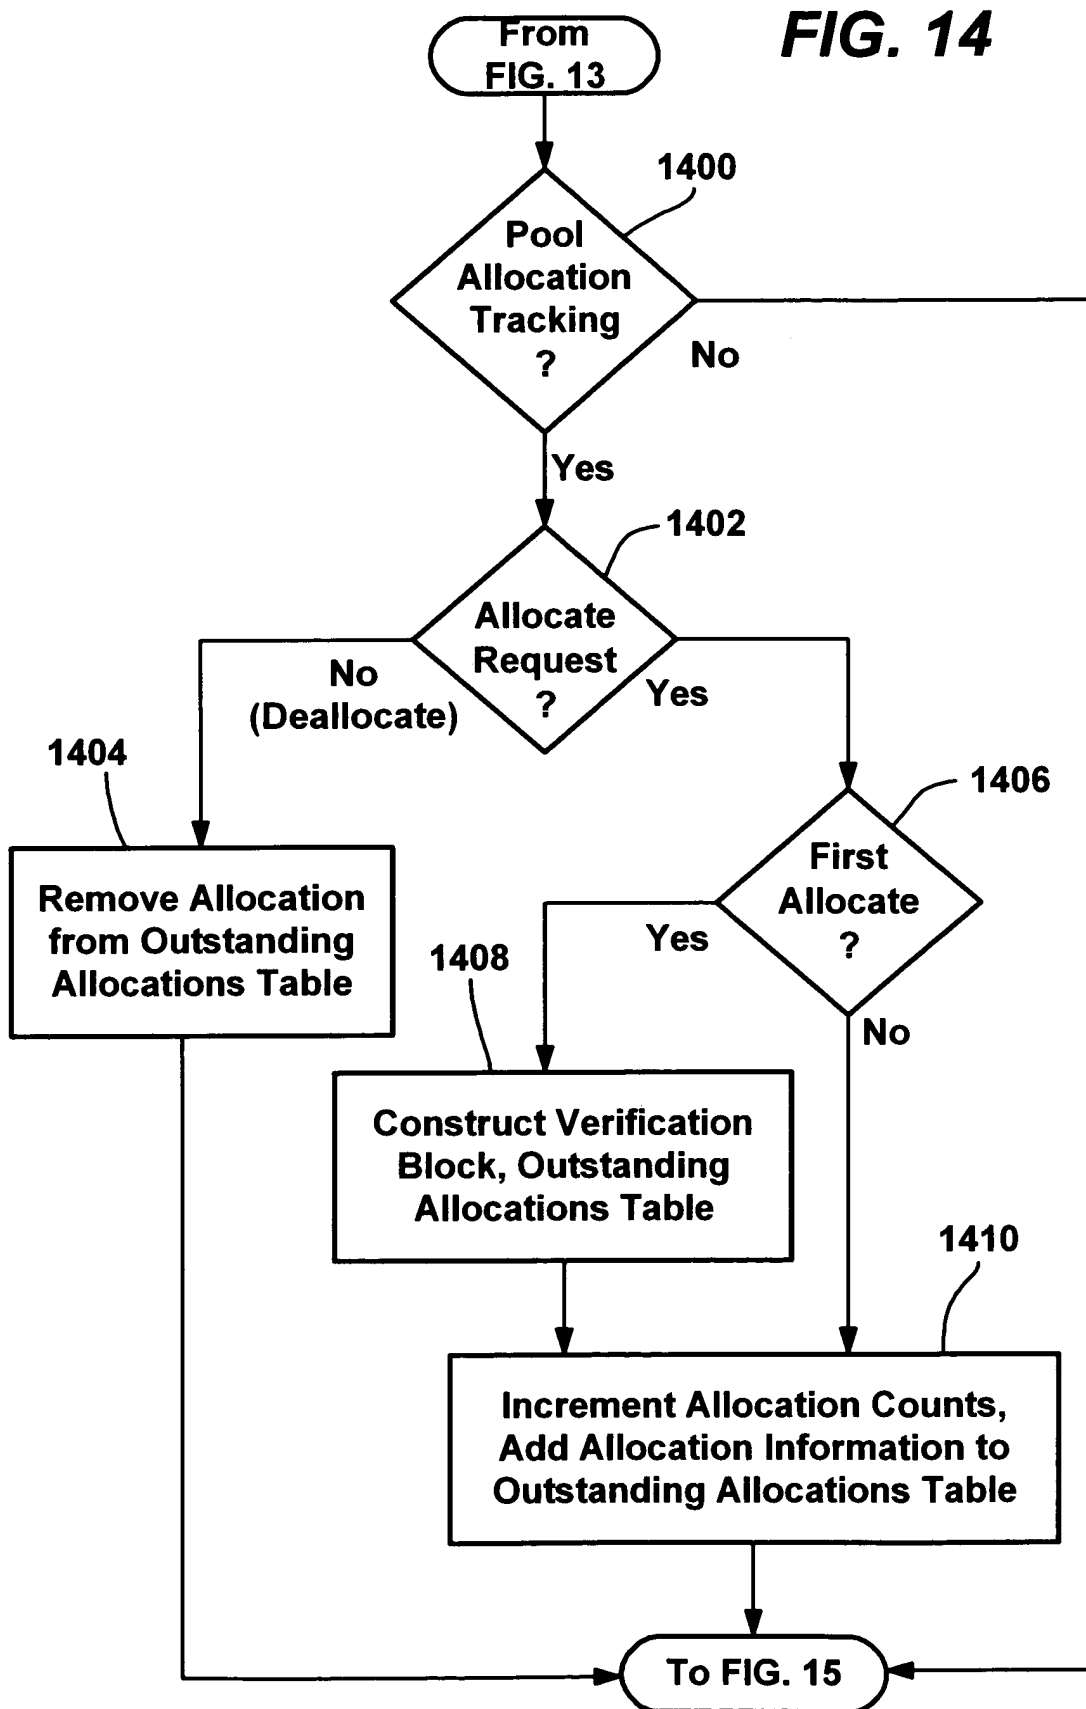 FIG. 14
From
FIG. 13
1400
Pool
Allocation
Tracking
?
No
Yes
1402
Allocate
Request
?
No
(Deallocate)
Yes
1404
1406
Remove Allocation
from Outstanding
Allocations Table
First
Allocate
?
Yes
No
1408
Construct Verification
Block, Outstanding
Allocations Table
1410
Increment Allocation Counts,
Add Allocation Information to
Outstanding Allocations Table
To FIG. 15